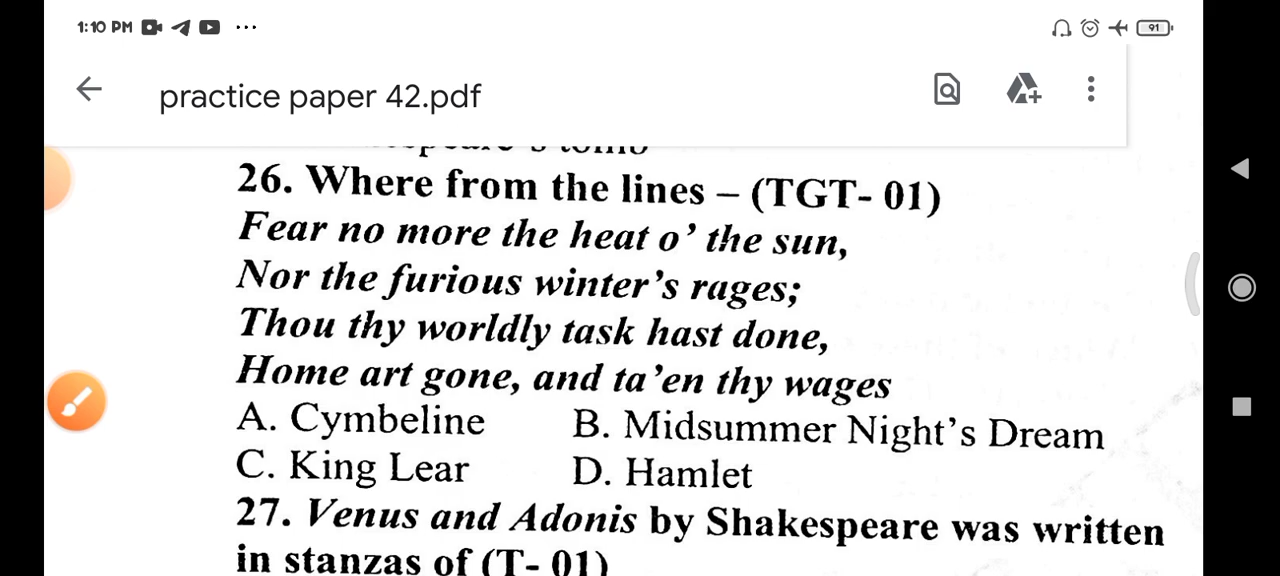 1:10 PM ...
91
practice paper 42.pdf
26. Where from the lines – (TGT- 01)
Fear no more the heat o’ the sun,
Nor the furious winter’s rages;
Thou thy worldly task hast done,
Home art gone, and ta’en thy wages
A. Cymbeline B. Midsummer Night’s Dream
C. King Lear D. Hamlet
27. Venus and Adonis by Shakespeare was written
in stanzas of (T- 01)